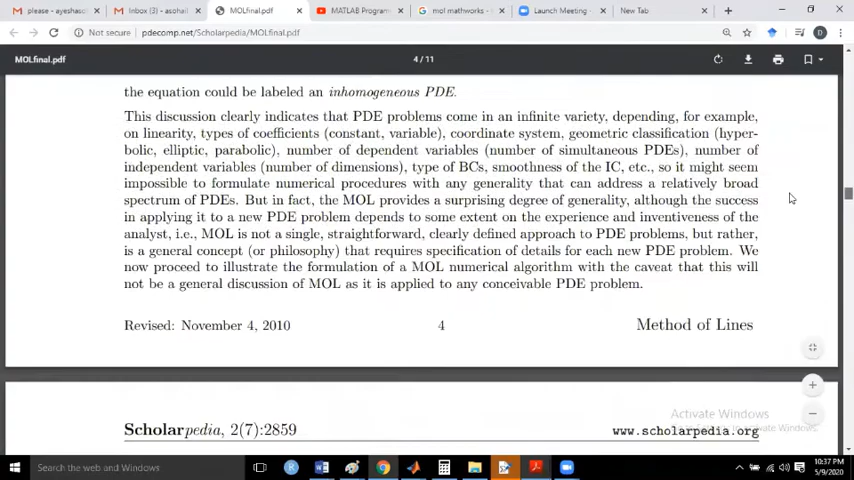 please - ayeshaso
Inbox (3) - asohail
MOLfinal.pdf
MATLAB Program
mol mathworks -
Launch Meeting -
New Tab
Not secure | pdecomp.net/Scholarpedia/MOLfinal.pdf
MOLfinal.pdf
4 / 11
the equation could be labeled an inhomogeneous PDE.
This discussion clearly indicates that PDE problems come in an infinite variety, depending, for example,
on linearity, types of coefficients (constant, variable), coordinate system, geometric classification (hyper-
bolic, elliptic, parabolic), number of dependent variables (number of simultaneous PDEs), number of
independent variables (number of dimensions), type of BCs, smoothness of the IC, etc., so it might seem
impossible to formulate numerical procedures with any generality that can address a relatively broad
spectrum of PDEs. But in fact, the MOL provides a surprising degree of generality, although the success
in applying it to a new PDE problem depends to some extent on the experience and inventiveness of the
analyst, i.e., MOL is not a single, straightforward, clearly defined approach to PDE problems, but rather,
is a general concept (or philosophy) that requires specification of details for each new PDE problem. We
now proceed to illustrate the formulation of a MOL numerical algorithm with the caveat that this will
not be a general discussion of MOL as it is applied to any conceivable PDE problem.
Revised: November 4, 2010
4
Method of Lines
Scholarpedia, 2(7):2859
www.scholarpedia.org
Activate Windows
Search the web and Windows
10:37 PM
5/9/2020